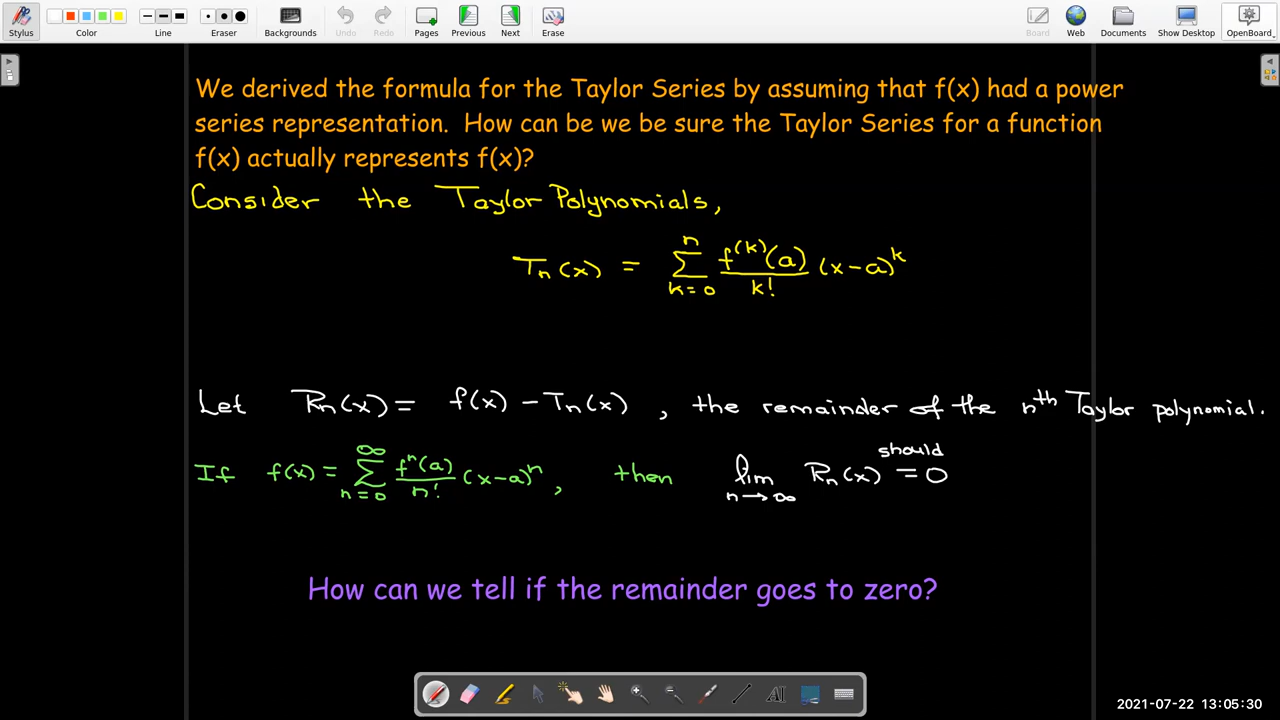 Stylus Color Line Eraser Backgrounds Undo Redo Pages Previous Next Erase Board Web Documents Show Desktop OpenBoard
We derived the formula for the Taylor Series by assuming that f(x) had a power
series representation. How can be we be sure the Taylor Series for a function
f(x) actually represents f(x)?
Consider the Taylor Polynomials,
Tₙ(x) = ∑_{k=0}^{n} f^{(k)}(a)/k! (x-a)^k
Let Rₙ(x) = f(x) - Tₙ(x), the remainder of the nth Taylor polynomial.
If f(x) = ∑_{n=0}^{∞} f^n(a)/n! (x-a)^n, then lim_{n→∞} Rₙ(x) should = 0
How can we tell if the remainder goes to zero?
AI
2021-07-22 13:05:30